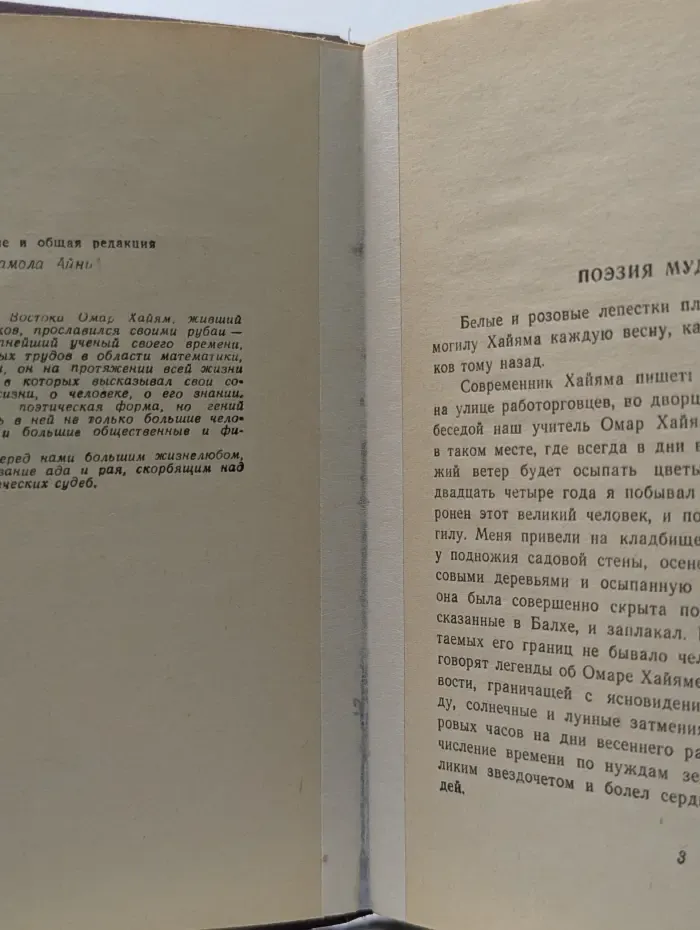 е и общая редакция
амола Айни
Востока Омар Хайям, живший
ков, прославился своими рубаи —
пнейший ученый своего времени,
ых трудов в области математики,
и, он на протяжении всей жизни
в которых высказывал свои со-
изни, о человеке, о его знании.
поэтическая форма, но гений
ь в ней не только большие чело-
и большие общественные и фи-
еред нами большим жизнелюбом,
вание ада и рая, скорбящим над
ческих судеб.
ПОЭЗИЯ МУД
Белые и розовые лепестки пл
могилу Хайяма каждую весну, ка
ков тому назад.
Современник Хайяма пишет:
на улице работорговцев, во дворц
беседой наш учитель Омар Хайя
в таком месте, где всегда в дни в
жий ветер будет осыпать цветы
двадцать четыре года я побывал
ронен этот великий человек, и по
гилу. Меня привели на кладбище
у подножия садовой стены, осене
совыми деревьями и осыпанную
она была совершенно скрыта по
сказанные в Балхе, и заплакал.
таемых его границ не бывало чел
говорят легенды об Омаре Хайяме
вости, граничащей с ясновидени
ду, солнечные и лунные затмения
ровых часов на дни весеннего ра
числение времени по нуждам зе
ликим звездочетом и болел серд
дей.
3